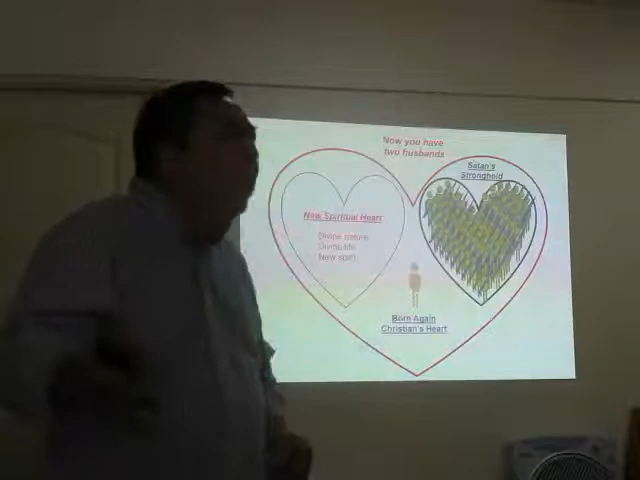 Now you have
two husbands
Satan's
Stronghold
New Spiritual Heart
Divine nature
Divine life
New spirit
Born Again
Christian's Heart